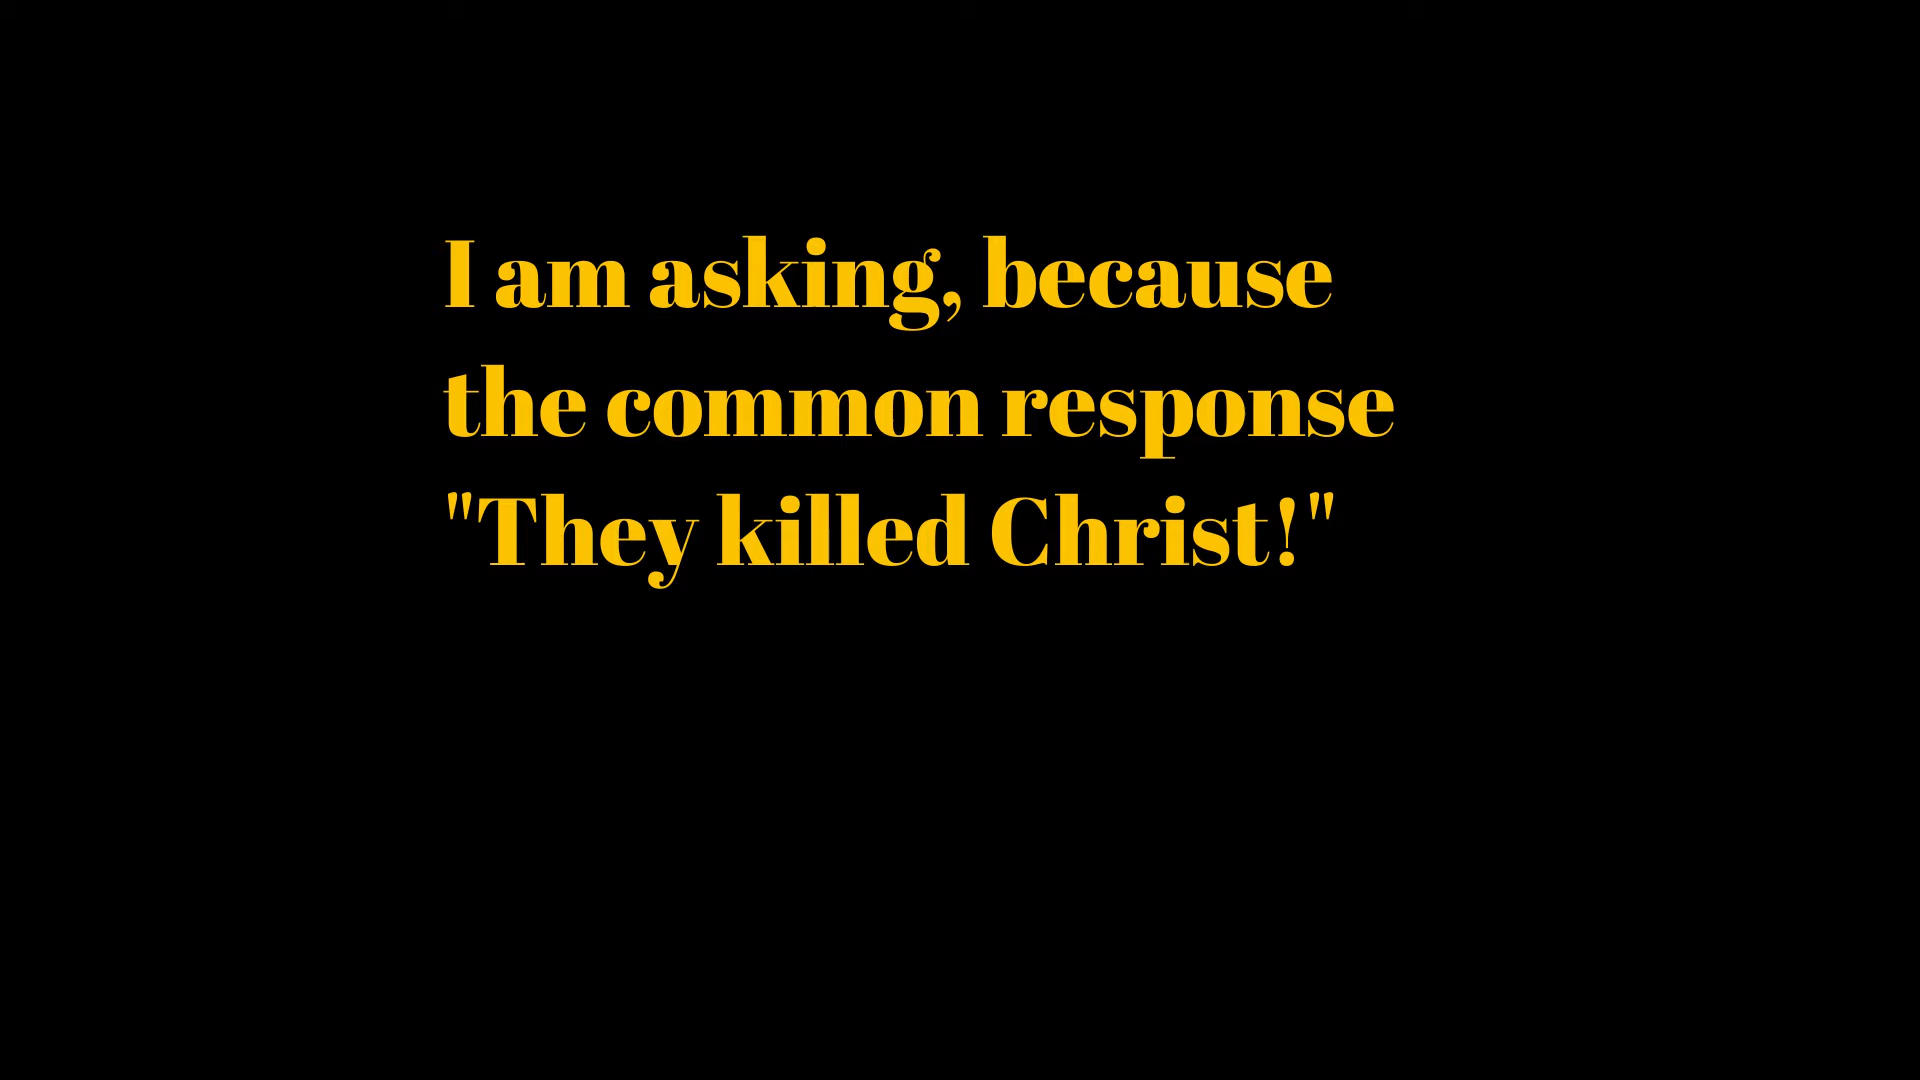 I am asking, because
the common response
"They killed Christ!"